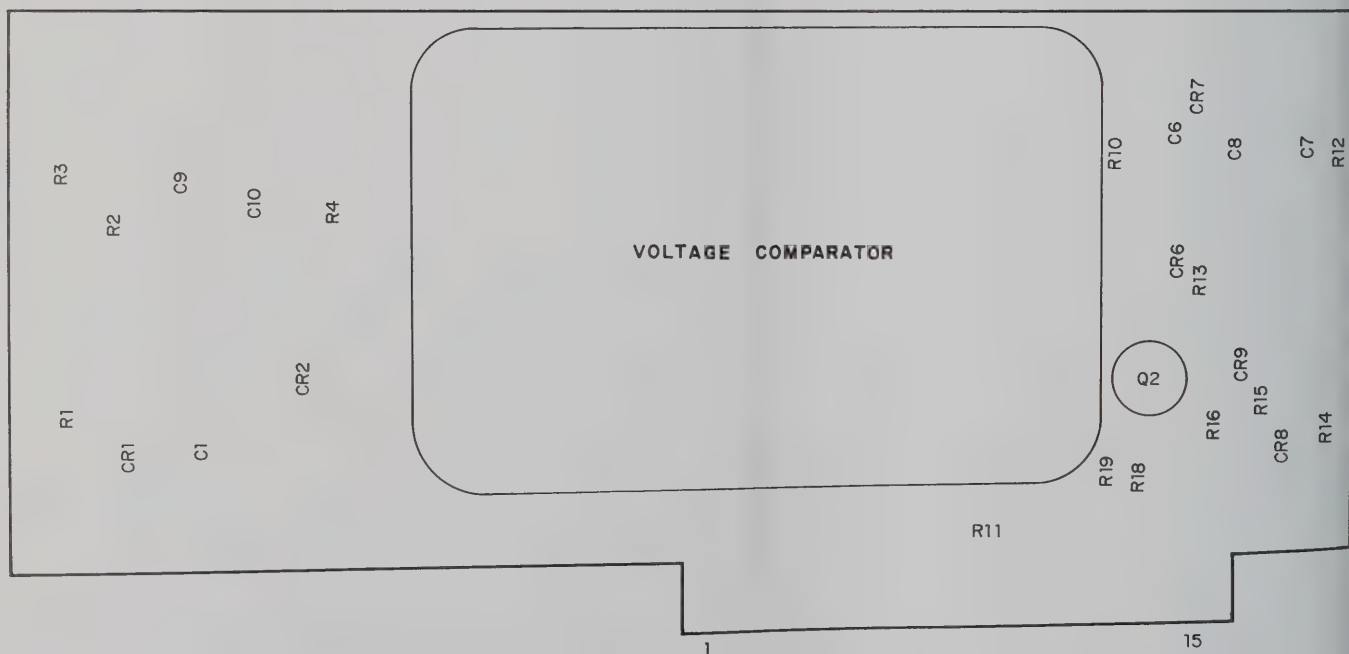 R3
R2
C9
C10
R4
R1
CR1
C1
CR2
VOLTAGE COMPARATOR
R10
C6
CR7
C8
C7
R12
CR6
R13
Q2
CR9
R15
R16
CR8
R14
R19
R18
R11
1
15